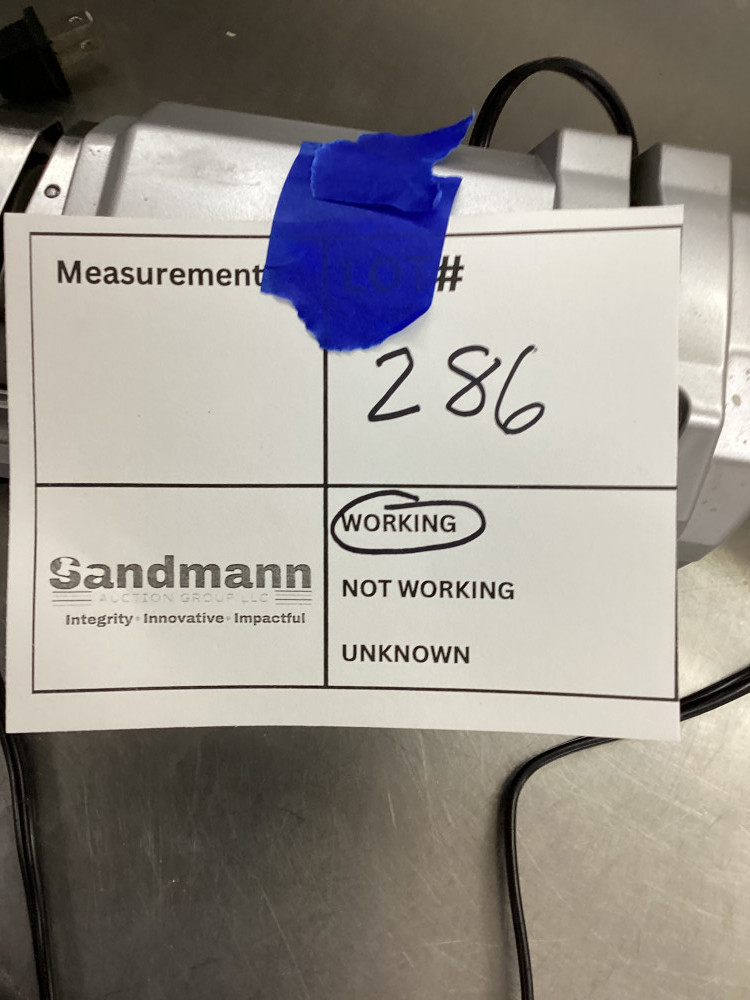 Measurement
LOT#
286
WORKING
NOT WORKING
UNKNOWN
Sandmann
AUCTION GROUP LLC
Integrity • Innovative • Impactful